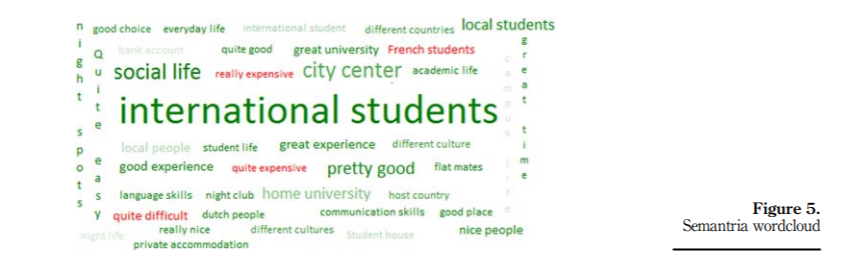 good choice everyday life international student different countries local students
night spots
Quite easy
bank account quite good great university French students
great time
campus life
social life really expensive city center academic life
international students
local people student life great experience different culture
good experience quite expensive pretty good flat mates
language skills night club home university host country
quite difficult dutch people communication skills good place
night life really nice different cultures Student house nice people
private accommodation
Figure 5.
Semantria wordcloud